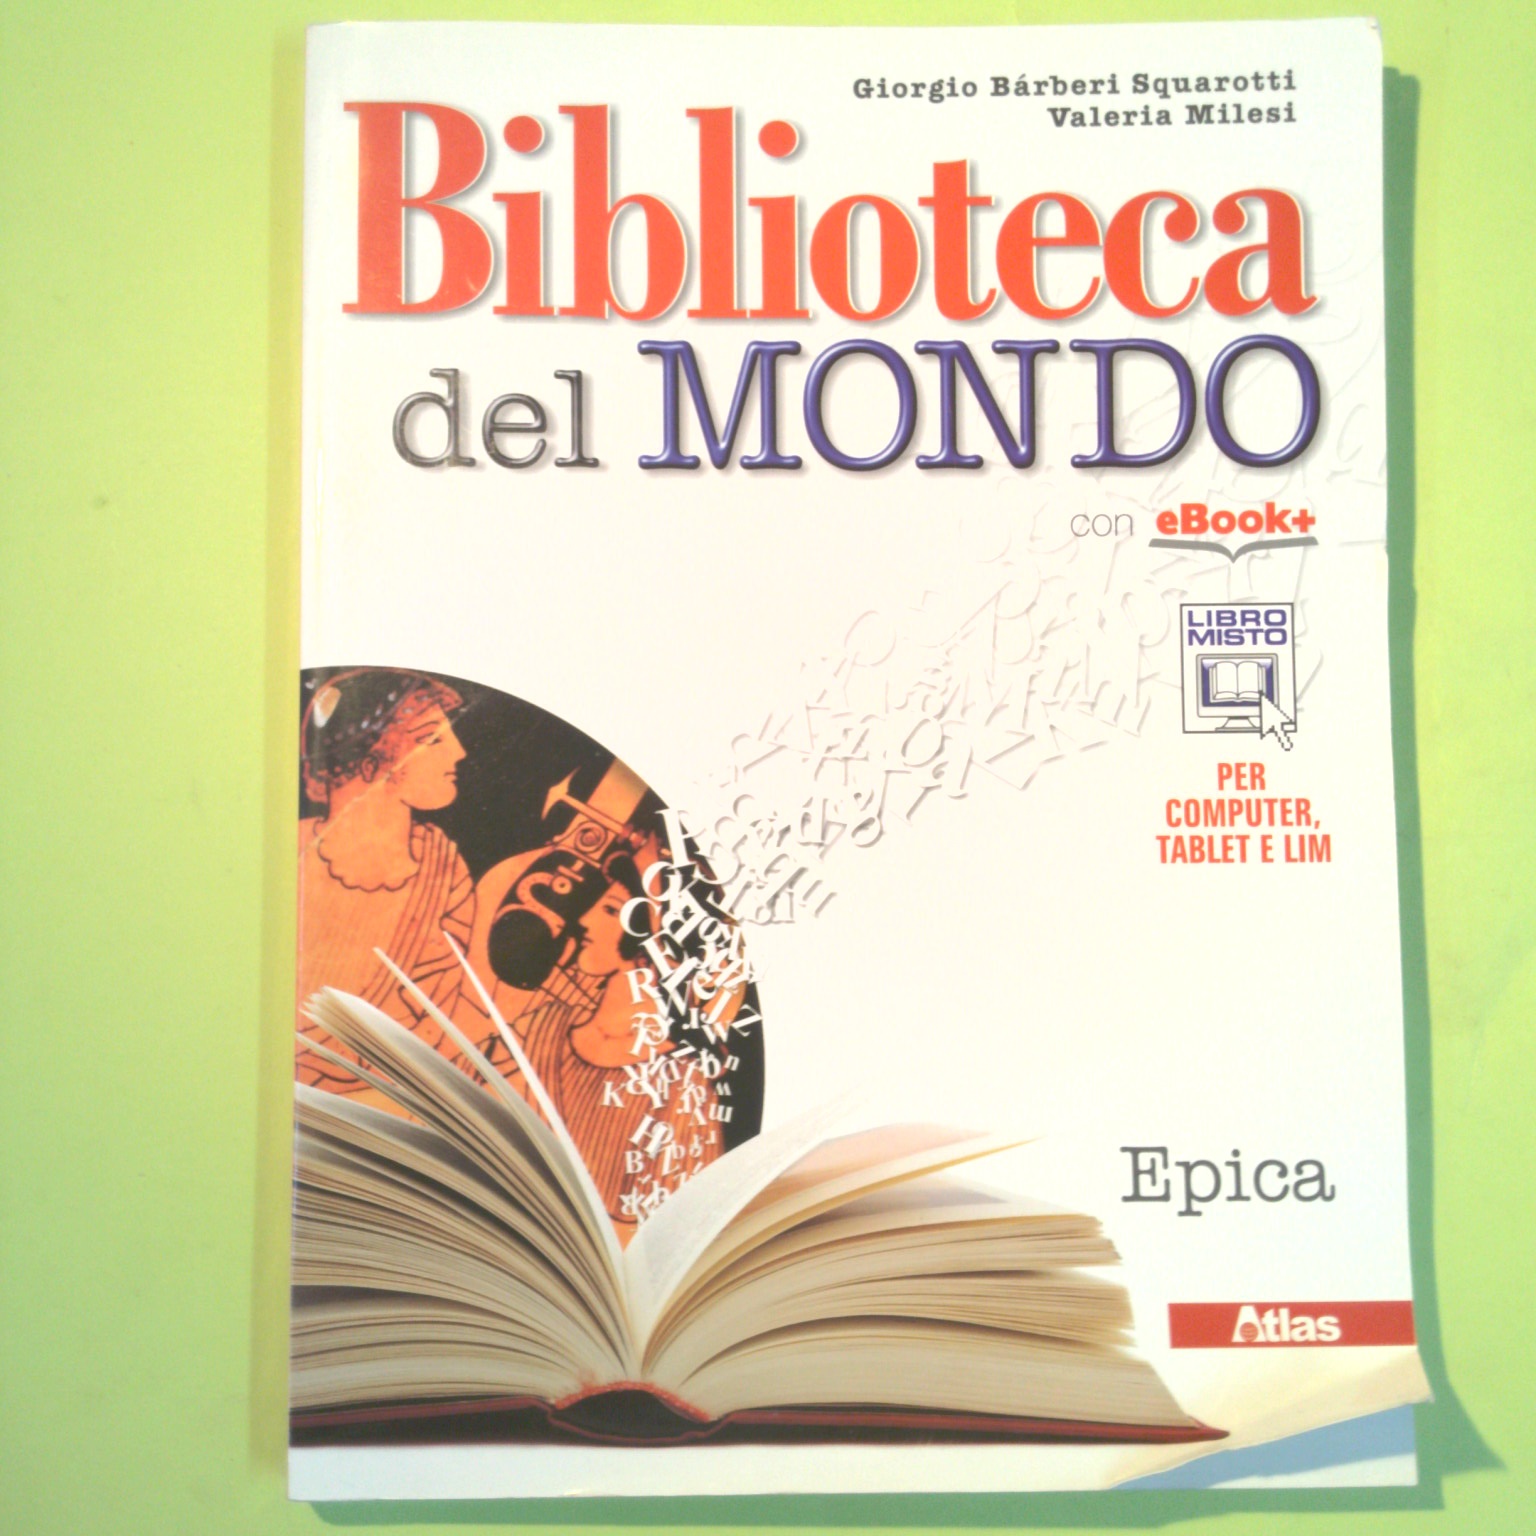 Giorgio Bárberi Squarotti
Valeria Milesi
Biblioteca
del MONDO
con eBook+
LIBRO
MISTO
PER
COMPUTER,
TABLET E LIM
Epica
Atlas